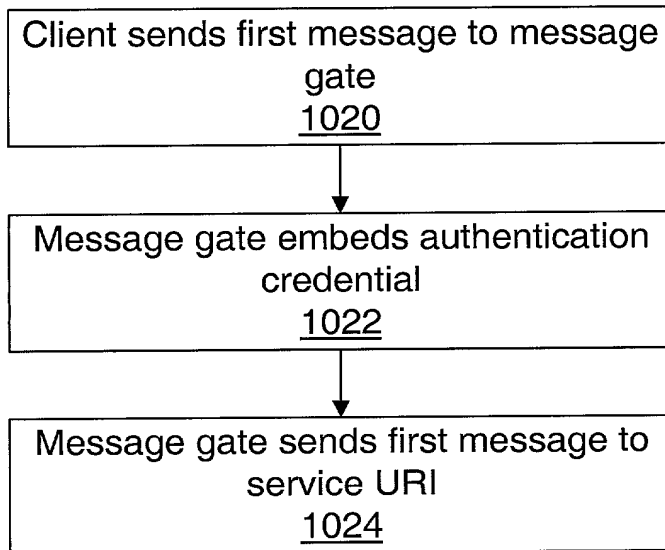 Client sends first message to message
gate
1020
Message gate embeds authentication
credential
1022
Message gate sends first message to
service URI
1024